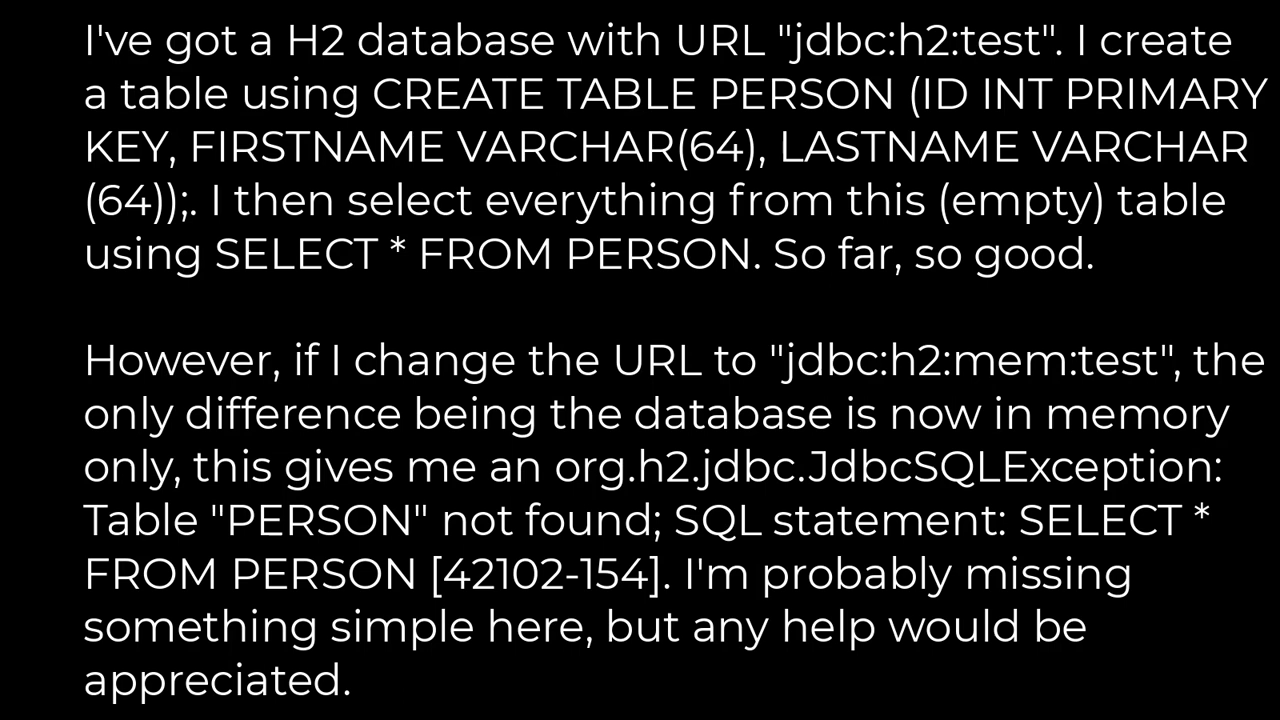 I've got a H2 database with URL "jdbc:h2:test". I create
a table using CREATE TABLE PERSON (ID INT PRIMARY
KEY, FIRSTNAME VARCHAR(64), LASTNAME VARCHAR
(64));. I then select everything from this (empty) table
using SELECT * FROM PERSON. So far, so good.
However, if I change the URL to "jdbc:h2:mem:test", the
only difference being the database is now in memory
only, this gives me an org.h2.jdbc.JdbcSQLException:
Table "PERSON" not found; SQL statement: SELECT *
FROM PERSON [42102-154]. I'm probably missing
something simple here, but any help would be
appreciated.